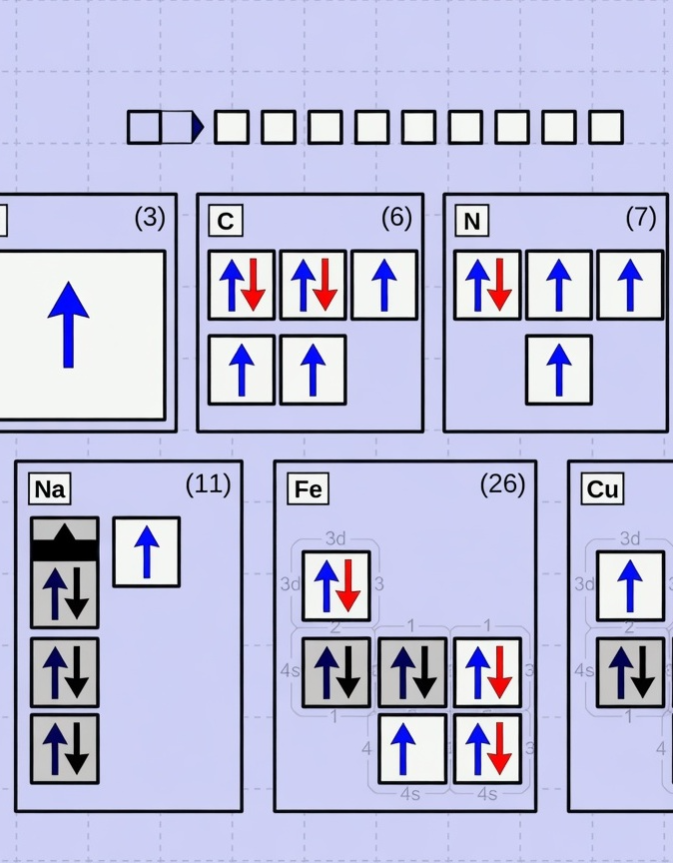 (3)
C (6)
N (7)
Na (11)
Fe (26)
Cu
3d
3d 3
2
1 1
4s 3
1
4 3
4s 4s
3d
3d 3
2
4s
1
4